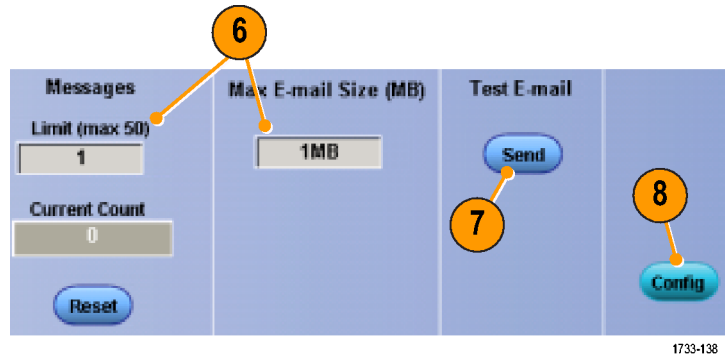 6
Messages
Max E-mail Size (MB)
Test E-mail
Limit (max 50)
1
1MB
Send
Current Count
0
7
8
Reset
Config
1733-138